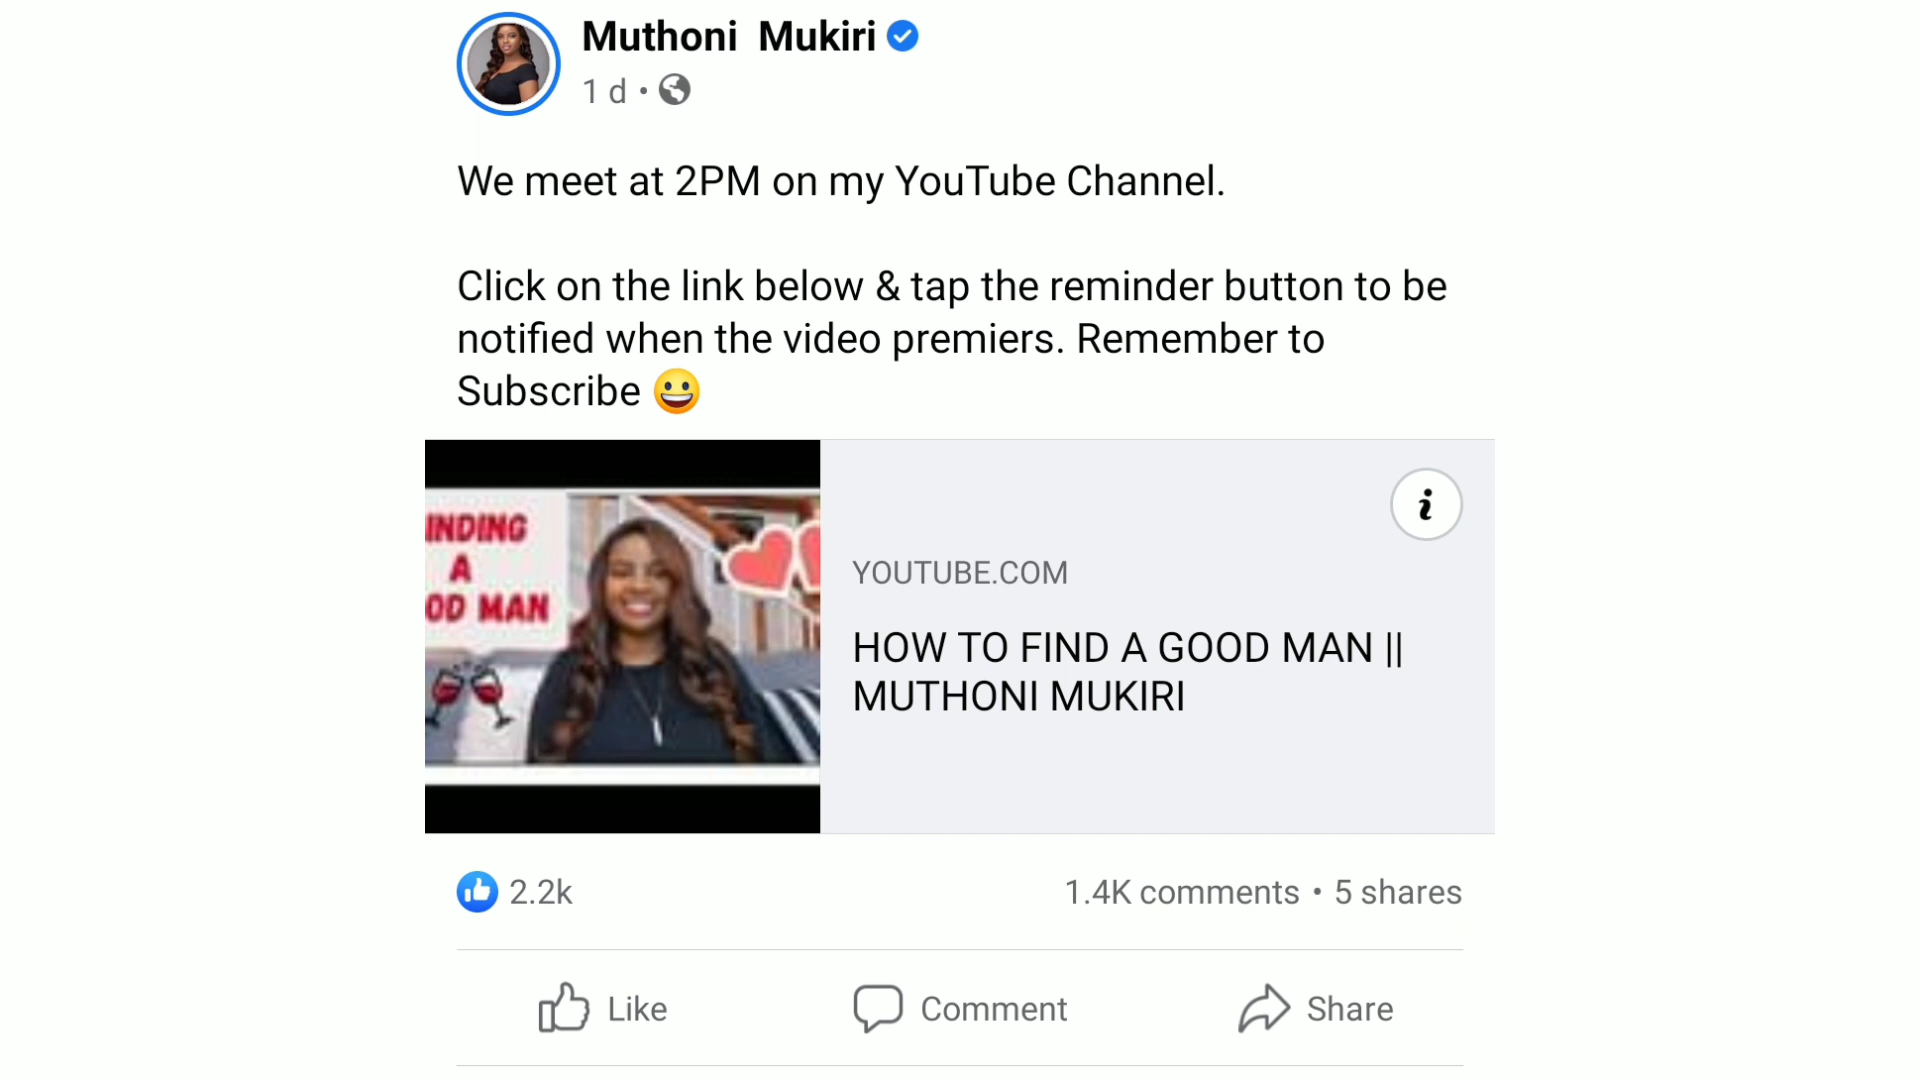 Muthoni Mukiri
1 d •
We meet at 2PM on my YouTube Channel.
Click on the link below & tap the reminder button to be
notified when the video premiers. Remember to
Subscribe 😀
INDING
A
OD MAN
i
YOUTUBE.COM
HOW TO FIND A GOOD MAN ||
MUTHONI MUKIRI
2.2k
1.4K comments • 5 shares
Like
Comment
Share